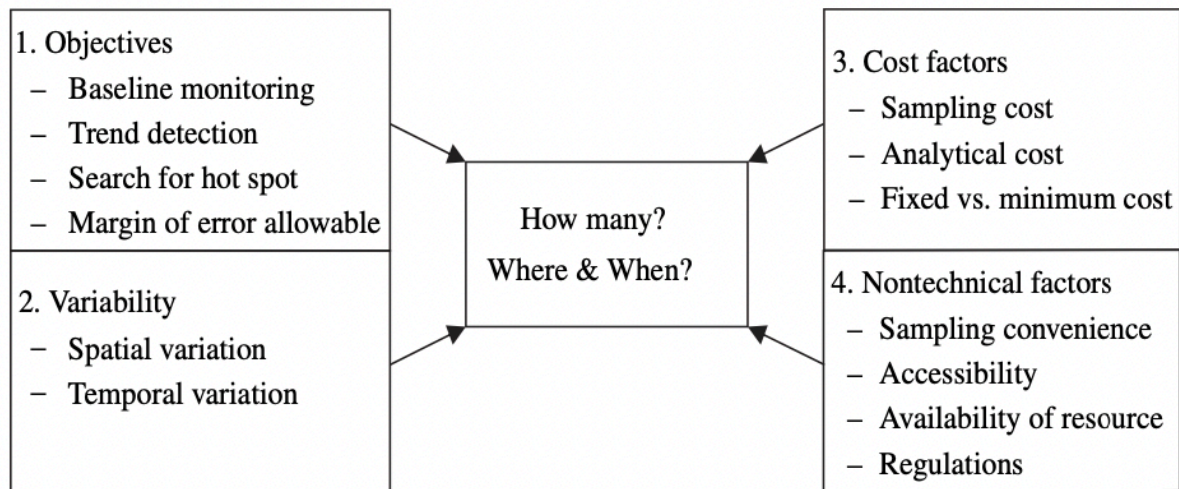 1. Objectives
– Baseline monitoring
– Trend detection
– Search for hot spot
– Margin of error allowable
2. Variability
– Spatial variation
– Temporal variation
How many?
Where & When?
3. Cost factors
– Sampling cost
– Analytical cost
– Fixed vs. minimum cost
4. Nontechnical factors
– Sampling convenience
– Accessibility
– Availability of resource
– Regulations